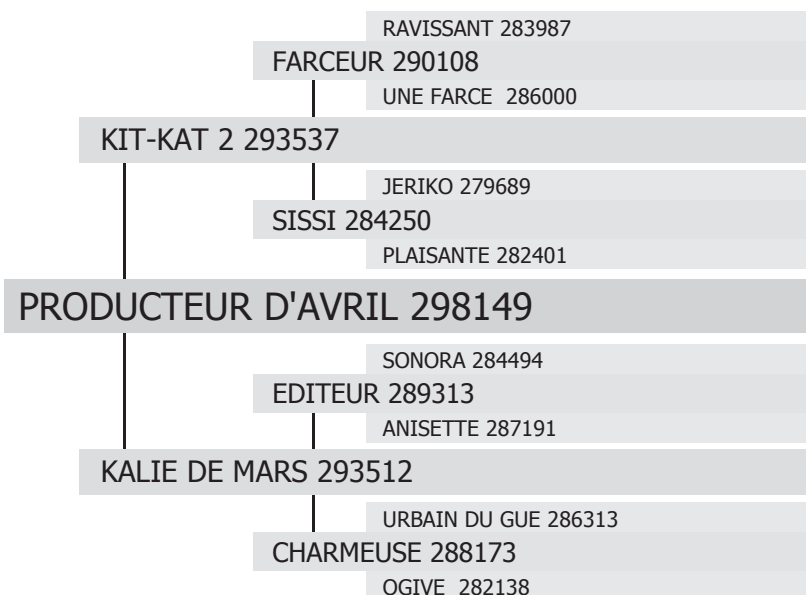 RAVISSANT 283987
FARCEUR 290108
UNE FARCE  286000
KIT-KAT 2 293537
JERIKO 279689
SISSI 284250
PLAISANTE 282401
PRODUCTEUR D'AVRIL 298149
SONORA 284494
EDITEUR 289313
ANISETTE 287191
KALIE DE MARS 293512
URBAIN DU GUE 286313
CHARMEUSE 288173
OGIVE  282138